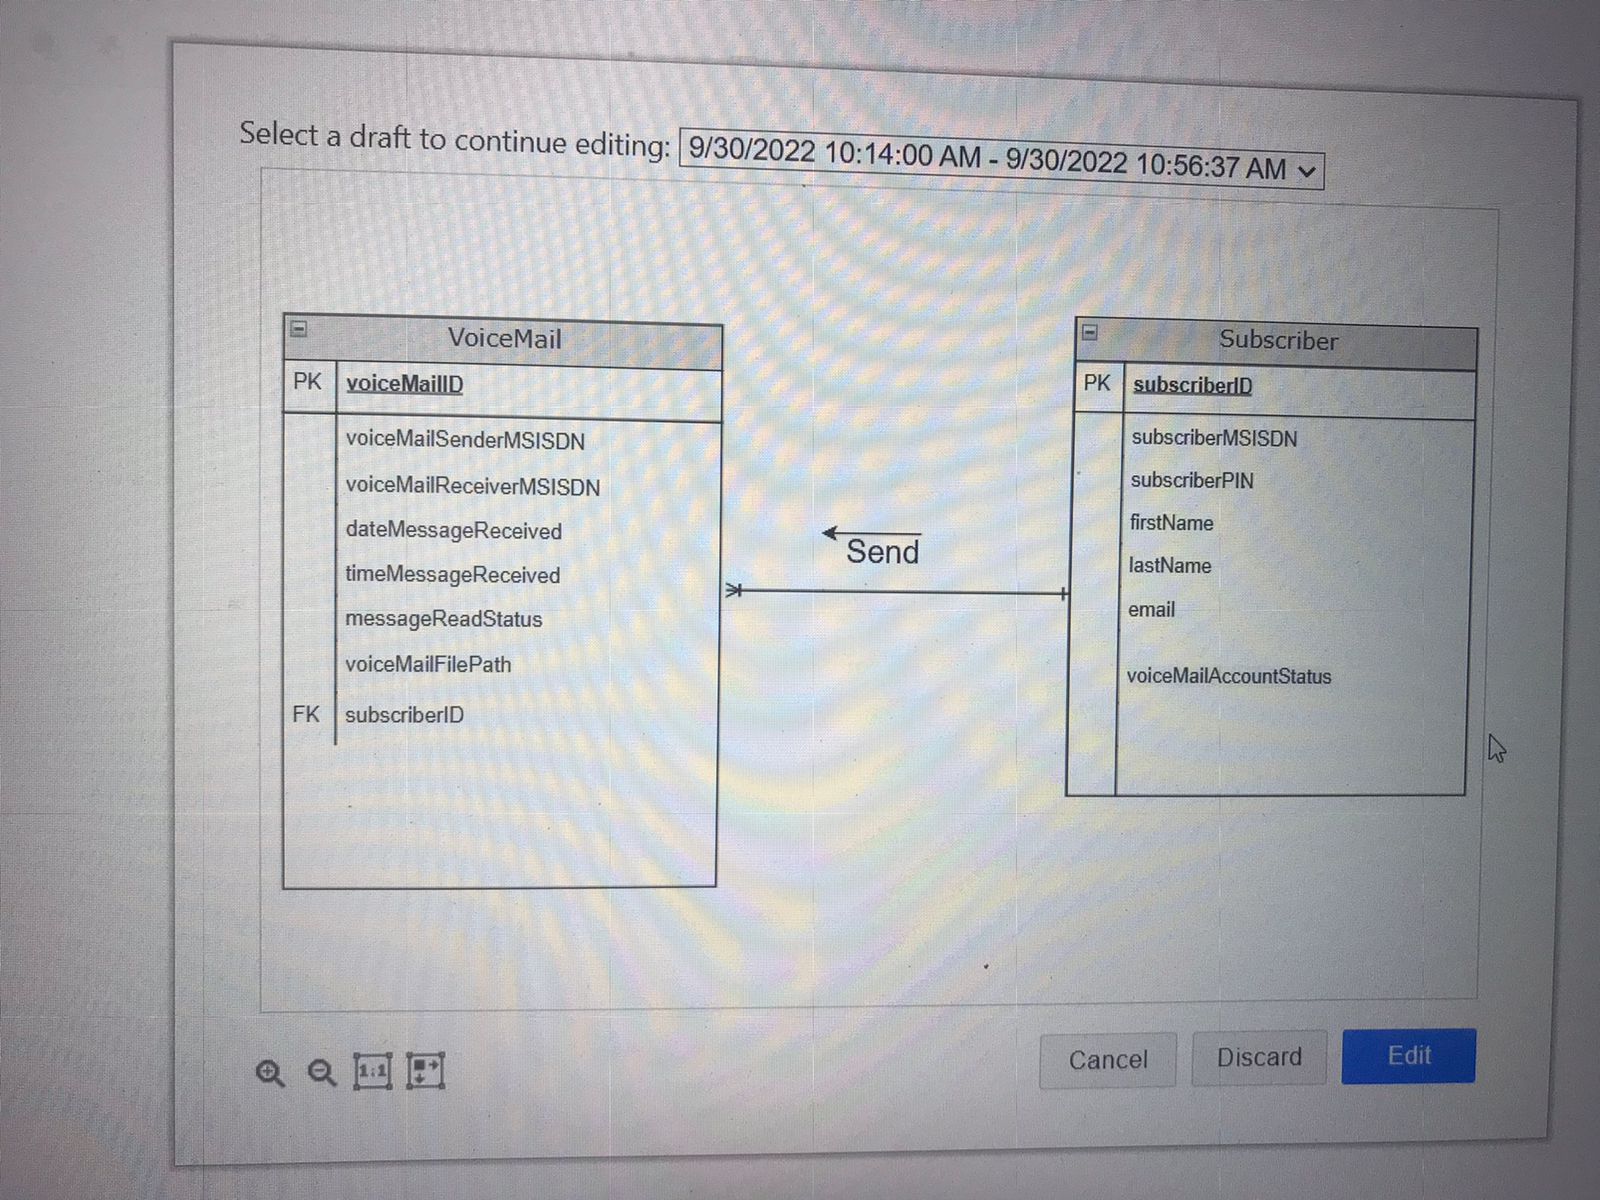 Select a draft to continue editing: 9/30/2022 10:14:00 AM - 9/30/2022 10:56:37 AM
VoiceMail
PK voiceMailID
voiceMailSenderMSISDN
voiceMailReceiverMSISDN
dateMessageReceived
timeMessageReceived
messageReadStatus
voiceMailFilePath
FK subscriberID
Send
Subscriber
PK subscriberID
subscriberMSISDN
subscriberPIN
firstName
lastName
email
voiceMailAccountStatus
1:1
Cancel Discard Edit